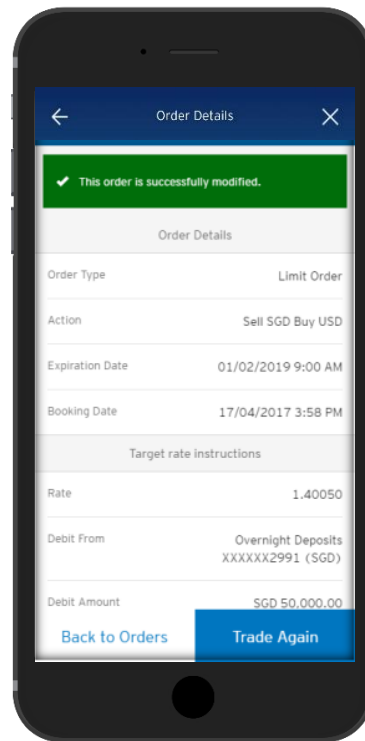 Order Details
This order is successfully modified.
Order Details
Order Type Limit Order
Action Sell SGD Buy USD
Expiration Date 01/02/2019 9:00 AM
Booking Date 17/04/2017 3:58 PM
Target rate instructions
Rate 1.40050
Debit From Overnight Deposits
XXXXXX2991 (SGD)
Debit Amount SGD 50,000.00
Back to Orders Trade Again